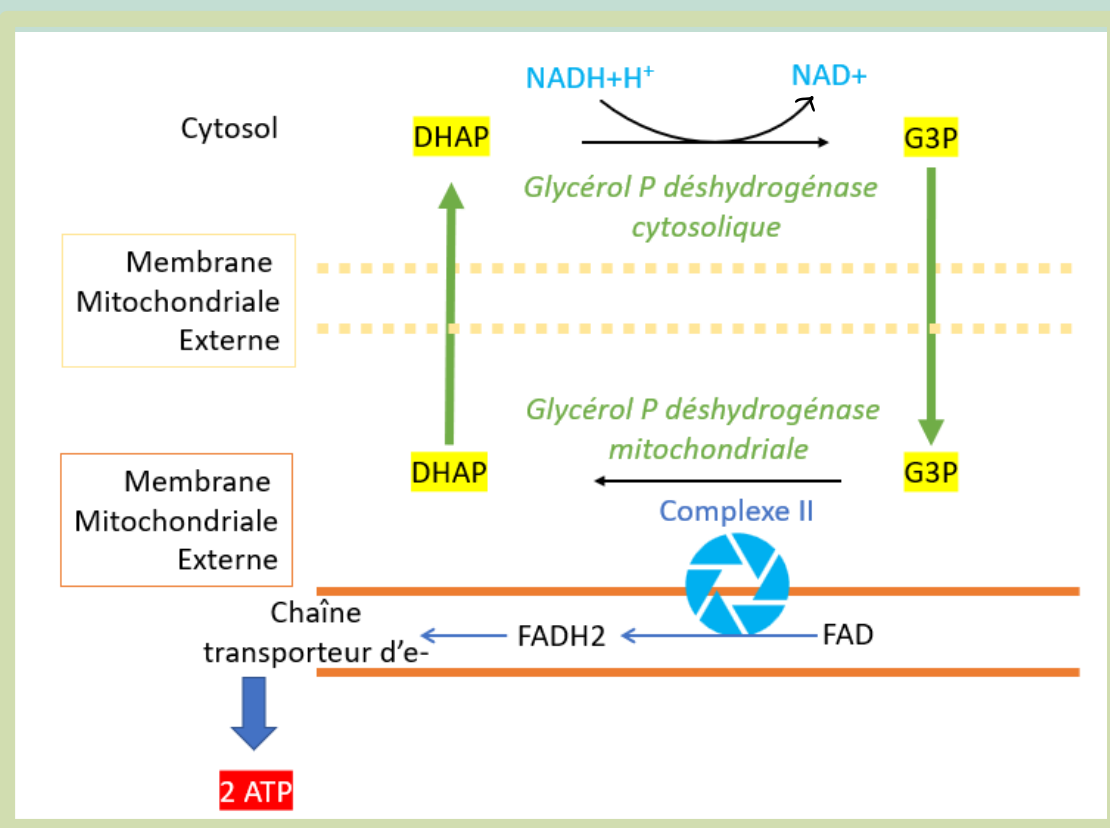 NADH+H⁺
NAD+
Cytosol
DHAP
G3P
Glycérol P déshydrogénase
cytosolique
Membrane
Mitochondriale
Externe
Glycérol P déshydrogénase
mitochondriale
DHAP
G3P
Membrane
Mitochondriale
Externe
Complexe II
Chaîne
transporteur d'e-
FADH2
FAD
2 ATP